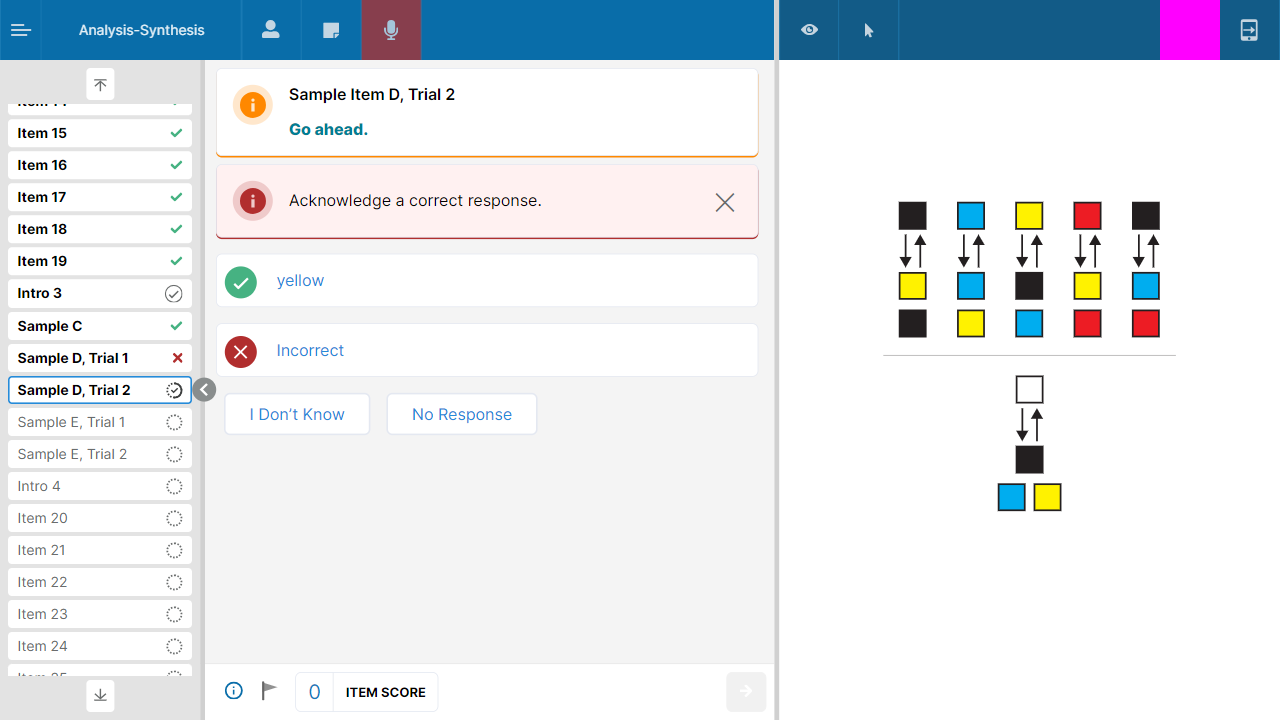 Analysis-Synthesis
Item 15
Item 16
Item 17
Item 18
Item 19
Intro 3
Sample C
Sample D, Trial 1
Sample D, Trial 2
Sample E, Trial 1
Sample E, Trial 2
Intro 4
Item 20
Item 21
Item 22
Item 23
Item 24
Sample Item D, Trial 2
Go ahead.
Acknowledge a correct response.
yellow
Incorrect
I Don’t Know
No Response
0 ITEM SCORE